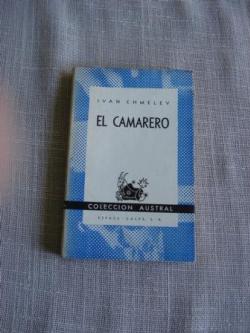 IVAN CHMELEV
EL CAMARERO
COLECCION AUSTRAL
ESPASA-CALPE, S. A.